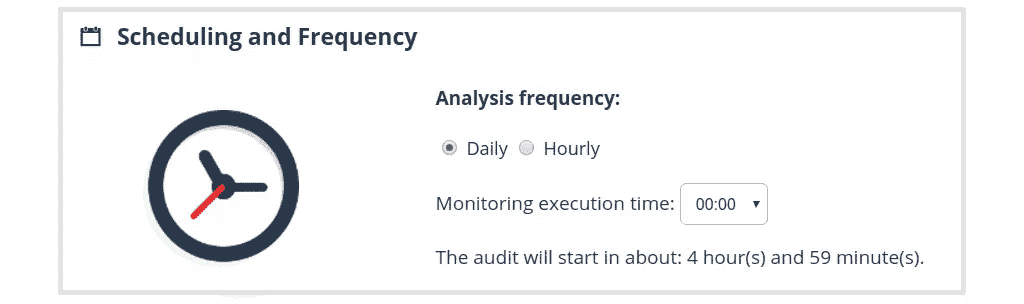 Scheduling and Frequency
Analysis frequency:
Daily Hourly
Monitoring execution time: 00:00
The audit will start in about: 4 hour(s) and 59 minute(s).